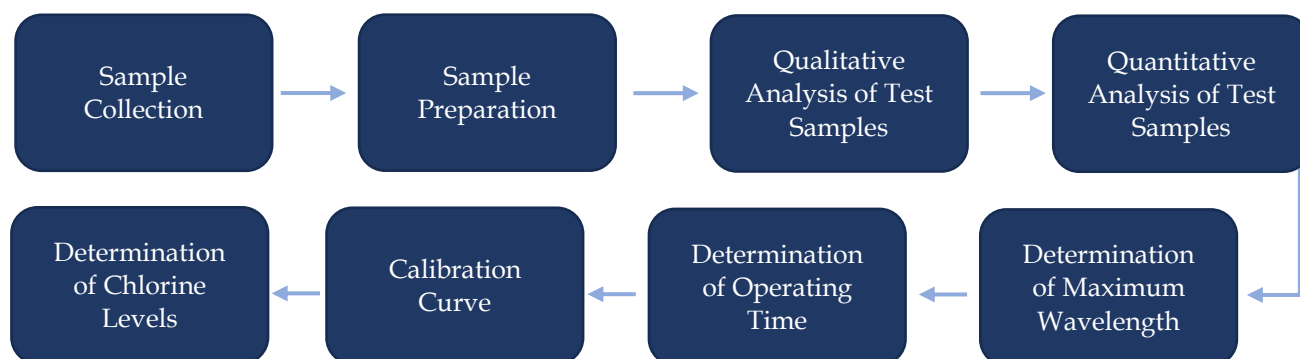 Sample
Collection
Sample
Preparation
Qualitative
Analysis of Test
Samples
Quantitative
Analysis of Test
Samples
Determination
of Maximum
Wavelength
Determination
of Operating
Time
Calibration
Curve
Determination
of Chlorine
Levels